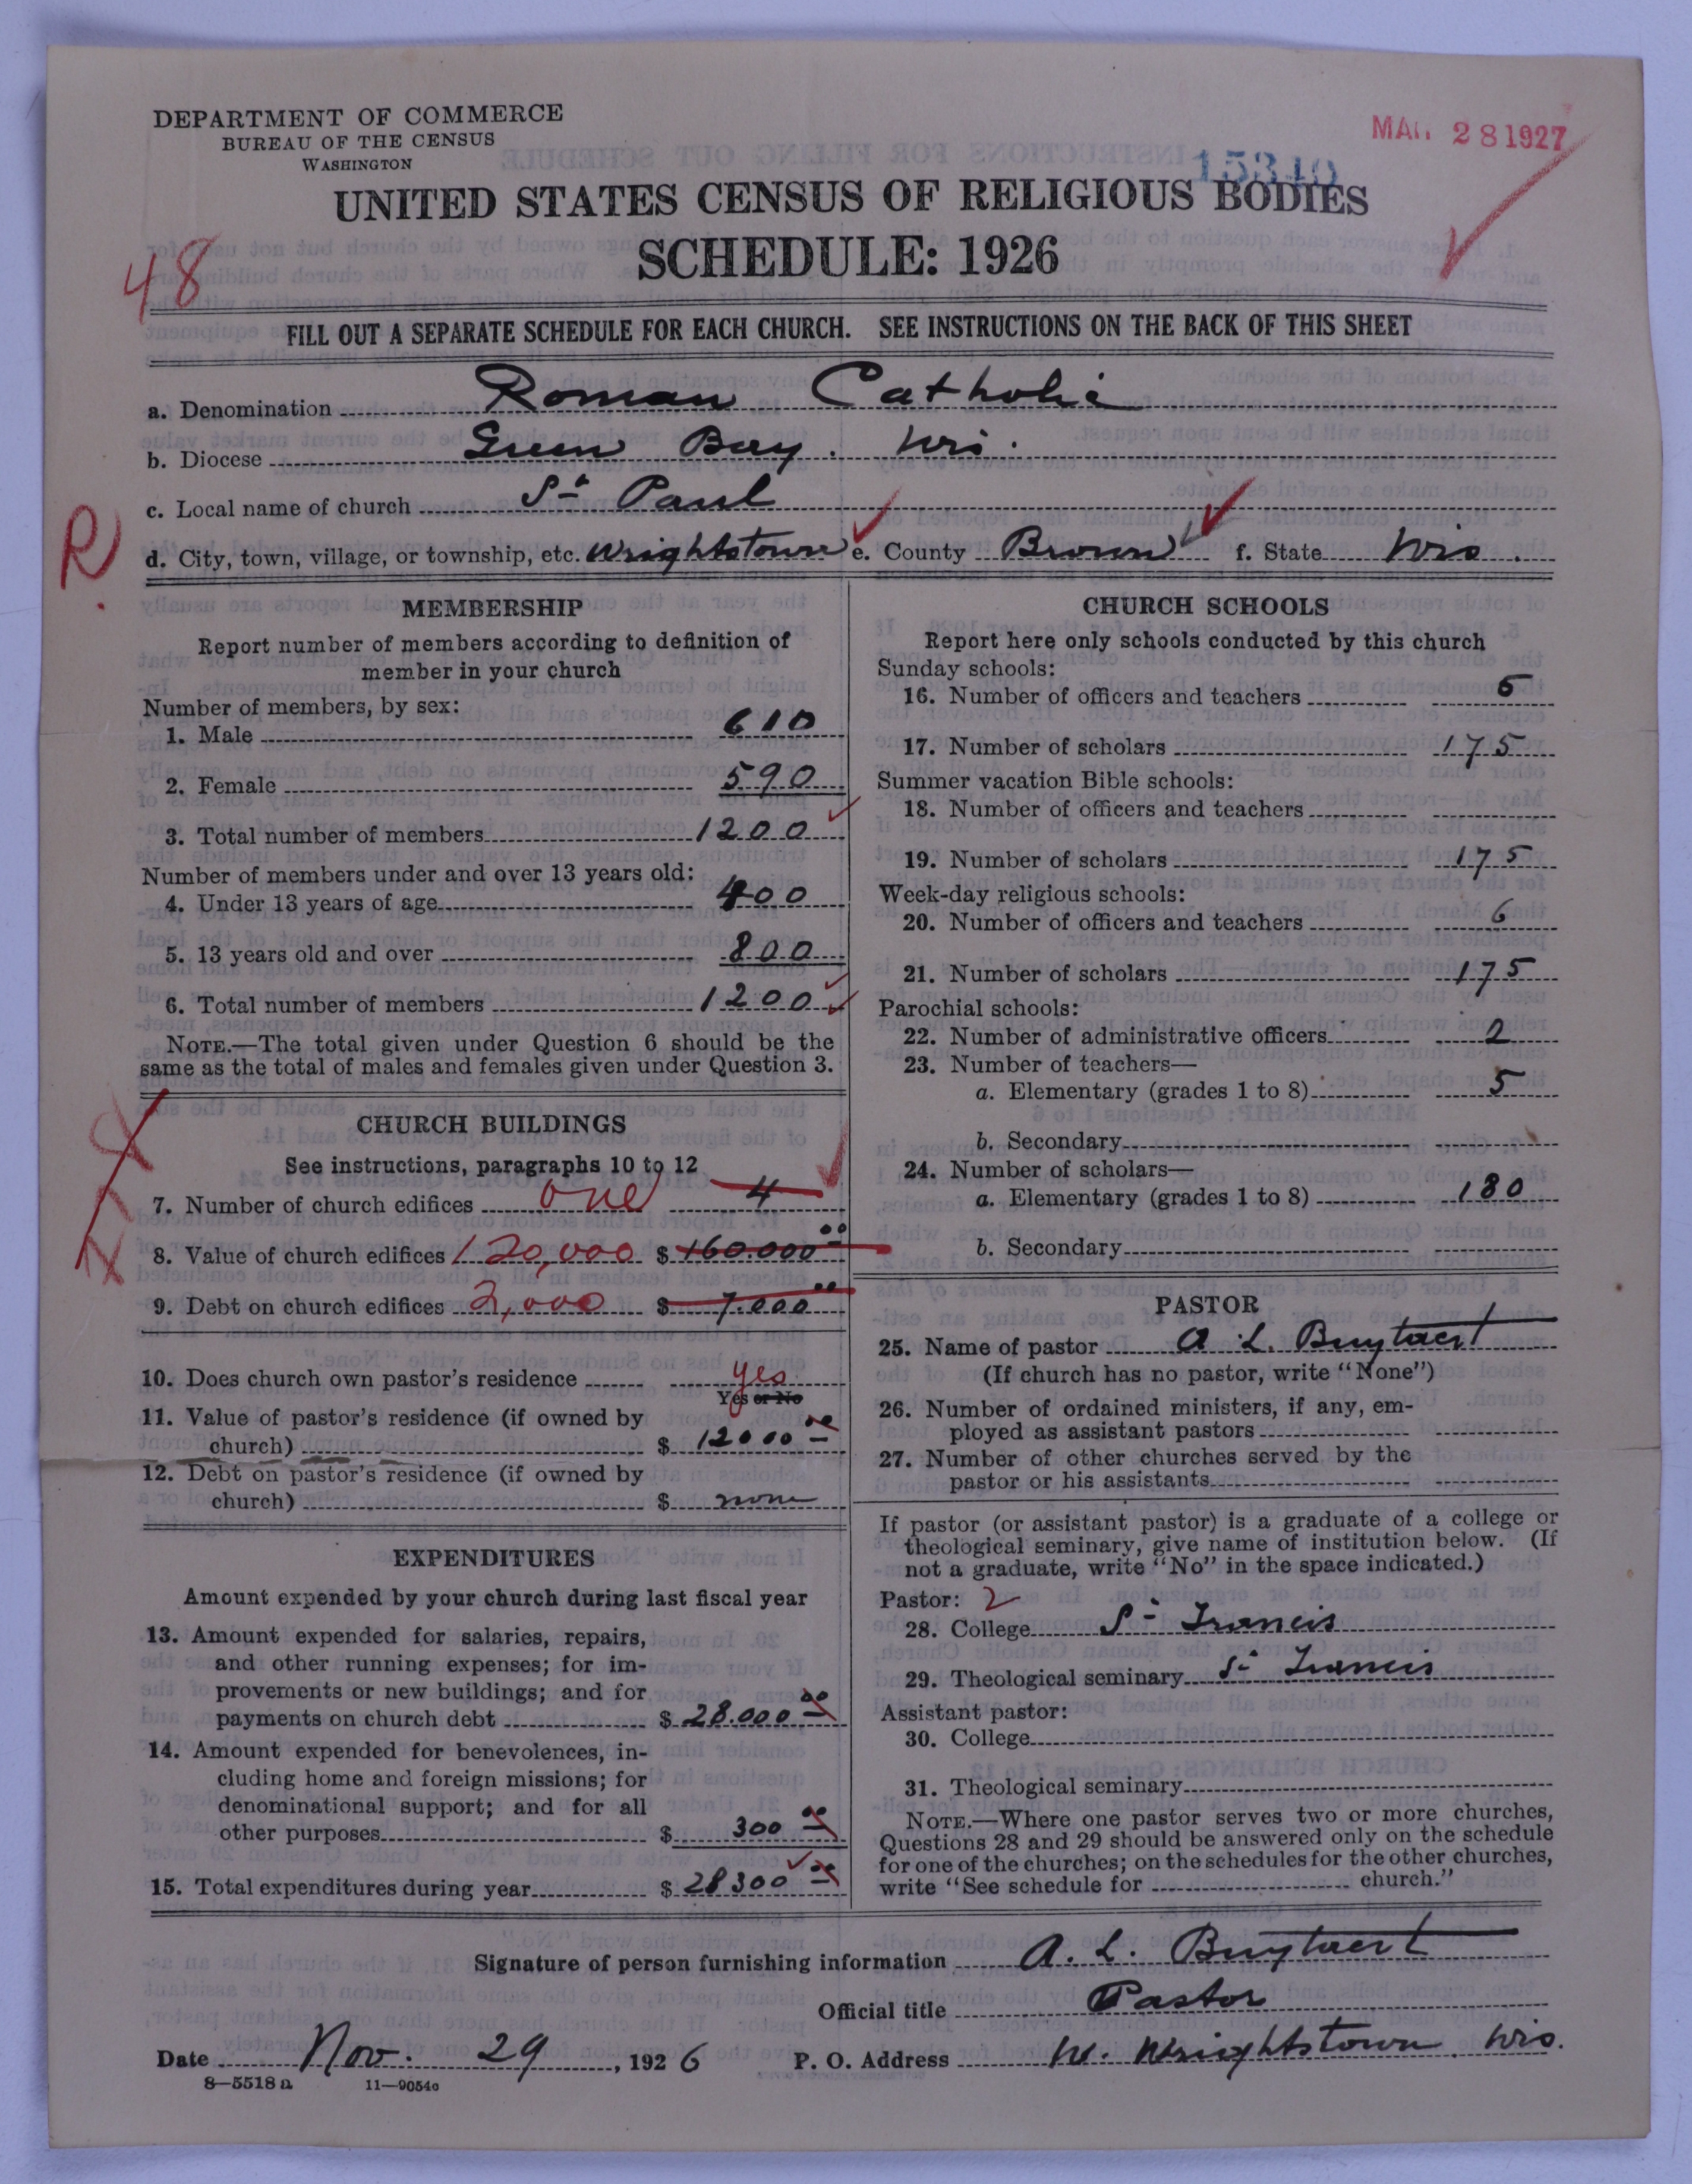 DEPARTMENT OF COMMERCE
BUREAU OF THE CENSUS
WASHINGTON
MAR 28 1927
15340
UNITED STATES CENSUS OF RELIGIOUS BODIES
SCHEDULE: 1926
48
FILL OUT A SEPARATE SCHEDULE FOR EACH CHURCH. SEE INSTRUCTIONS ON THE BACK OF THIS SHEET
a. Denomination Roman Catholic
b. Diocese Green Bay. Wis.
c. Local name of church St Paul
R.
d. City, town, village, or township, etc. Wrightstown e. County Brown f. State Wis.
MEMBERSHIP
Report number of members according to definition of
member in your church
Number of members, by sex:
1. Male 610
2. Female 590
3. Total number of members 1200
Number of members under and over 13 years old:
4. Under 13 years of age 400
5. 13 years old and over 800
6. Total number of members 1200
NOTE.—The total given under Question 6 should be the
same as the total of males and females given under Question 3.
CHURCH BUILDINGS
See instructions, paragraphs 10 to 12
7. Number of church edifices one 4
8. Value of church edifices 120,000 $ 160.000 00
9. Debt on church edifices 2,000 $ 7.000 00
10. Does church own pastor's residence yes
Yes or No
11. Value of pastor's residence (if owned by
church) $ 12000 00
12. Debt on pastor's residence (if owned by
church) $ none
EXPENDITURES
Amount expended by your church during last fiscal year
13. Amount expended for salaries, repairs,
and other running expenses; for im-
provements or new buildings; and for
payments on church debt $ 28.000 00
14. Amount expended for benevolences, in-
cluding home and foreign missions; for
denominational support; and for all
other purposes $ 300 00
15. Total expenditures during year $ 28300 00
CHURCH SCHOOLS
Report here only schools conducted by this church
Sunday schools:
16. Number of officers and teachers 6
17. Number of scholars 175
Summer vacation Bible schools:
18. Number of officers and teachers
19. Number of scholars 175
Week-day religious schools:
20. Number of officers and teachers 6
21. Number of scholars 175
Parochial schools:
22. Number of administrative officers 2
23. Number of teachers—
a. Elementary (grades 1 to 8) 5
b. Secondary
24. Number of scholars—
a. Elementary (grades 1 to 8) 180
b. Secondary
PASTOR
25. Name of pastor A. L. Buytaert
(If church has no pastor, write "None")
26. Number of ordained ministers, if any, em-
ployed as assistant pastors
27. Number of other churches served by the
pastor or his assistants
If pastor (or assistant pastor) is a graduate of a college or
theological seminary, give name of institution below. (If
not a graduate, write "No" in the space indicated.)
Pastor: 2
28. College St Francis
29. Theological seminary St Francis
Assistant pastor:
30. College
31. Theological seminary
NOTE.—Where one pastor serves two or more churches,
Questions 28 and 29 should be answered only on the schedule
for one of the churches; on the schedules for the other churches,
write "See schedule for church."
Signature of person furnishing information A. L. Buytaert
Official title Pastor
Date Nov. 29, 1926 P. O. Address W. Wrightstown. Wis.
8—5518 a 11—9054c